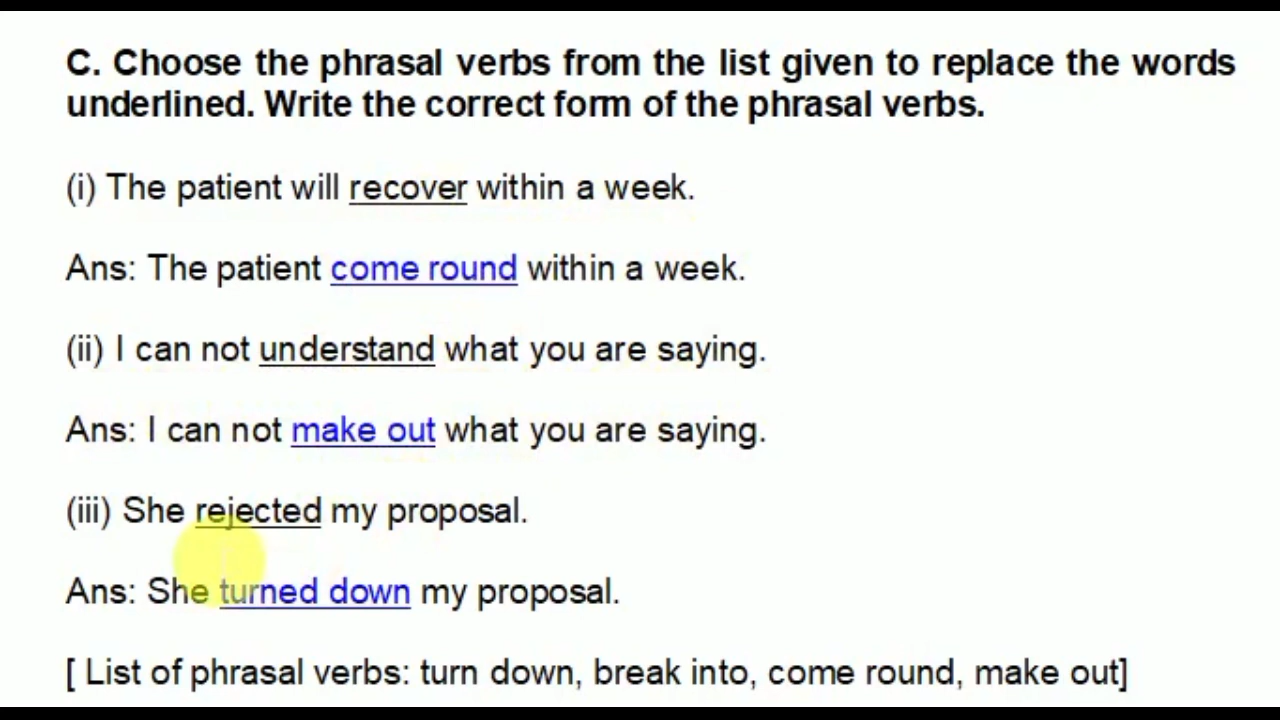 C. Choose the phrasal verbs from the list given to replace the words
underlined. Write the correct form of the phrasal verbs.
(i) The patient will recover within a week.
Ans: The patient come round within a week.
(ii) I can not understand what you are saying.
Ans: I can not make out what you are saying.
(iii) She rejected my proposal.
Ans: She turned down my proposal.
[ List of phrasal verbs: turn down, break into, come round, make out]